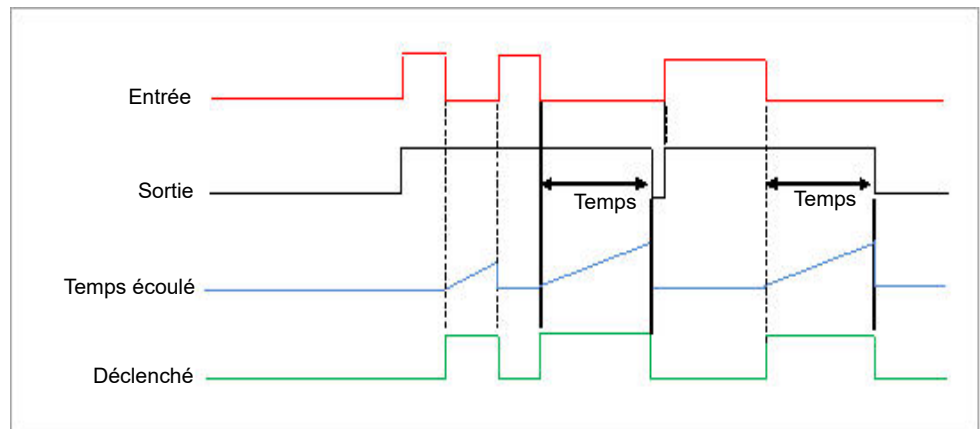 Entrée
Sortie
Temps
Temps
Temps écoulé
Déclenché